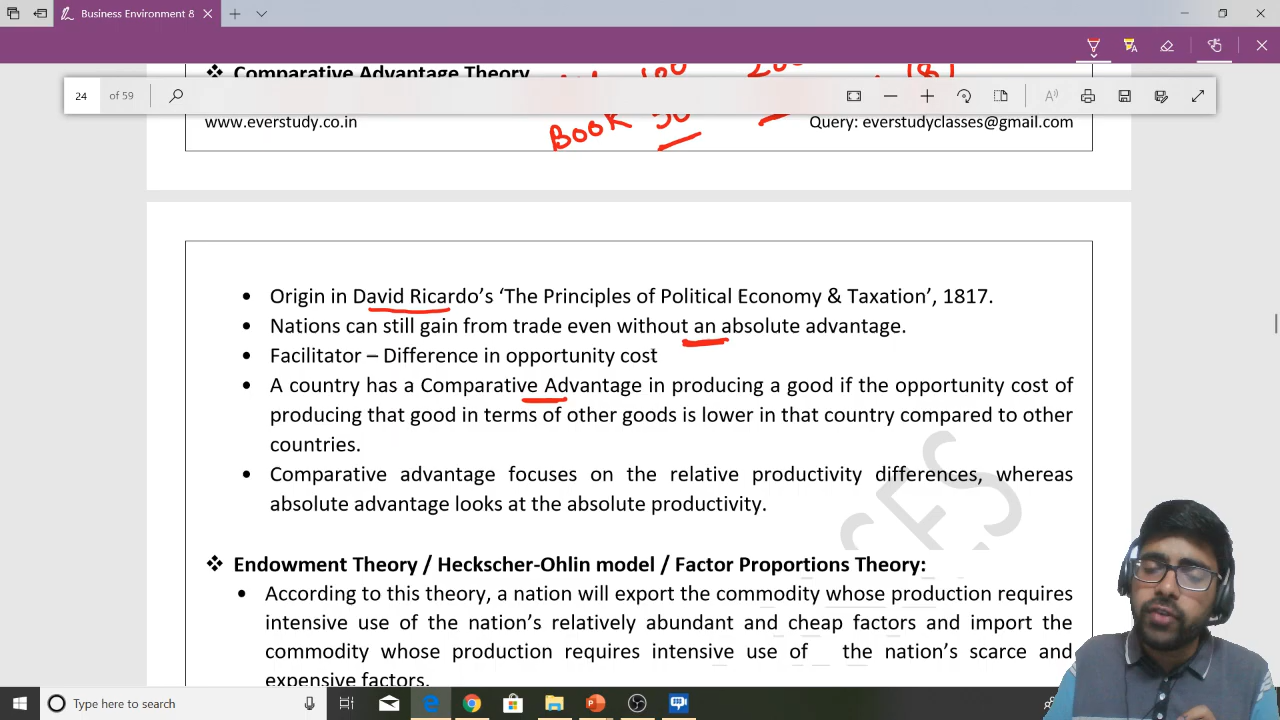 Business Environment 8
Comparative Advantage Theory
24 of 59
Book
www.everstudy.co.in
Query: everstudyclasses@gmail.com
Origin in David Ricardo's 'The Principles of Political Economy & Taxation', 1817.
Nations can still gain from trade even without an absolute advantage.
Facilitator – Difference in opportunity cost
A country has a Comparative Advantage in producing a good if the opportunity cost of
producing that good in terms of other goods is lower in that country compared to other
countries.
Comparative advantage focuses on the relative productivity differences, whereas
absolute advantage looks at the absolute productivity.
Endowment Theory / Heckscher-Ohlin model / Factor Proportions Theory:
According to this theory, a nation will export the commodity whose production requires
intensive use of the nation's relatively abundant and cheap factors and import the
commodity whose production requires intensive use of the nation's scarce and
expensive factors.
Type here to search